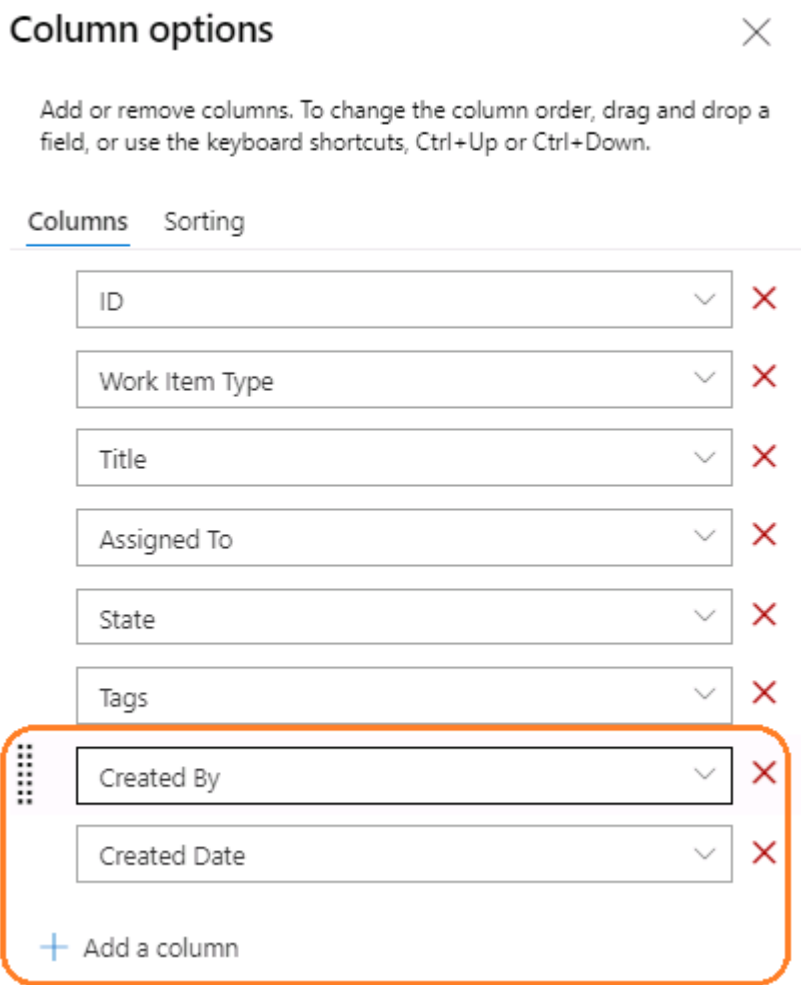 Column options
Add or remove columns. To change the column order, drag and drop a
field, or use the keyboard shortcuts, Ctrl+Up or Ctrl+Down.
Columns Sorting
ID
Work Item Type
Title
Assigned To
State
Tags
Created By
Created Date
Add a column